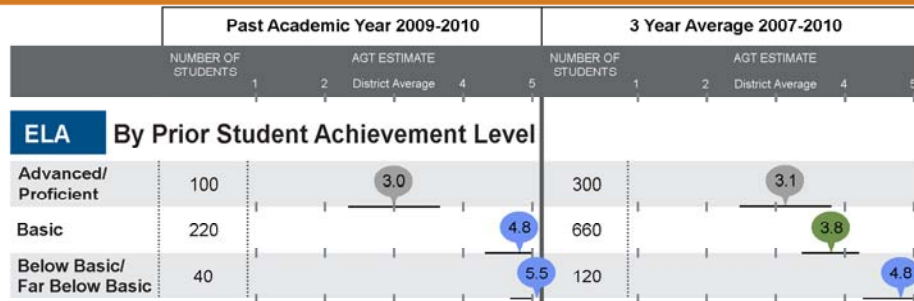 Past Academic Year 2009-2010
3 Year Average 2007-2010
NUMBER OF
STUDENTS
AGT ESTIMATE
1 2 District Average 4 5
NUMBER OF
STUDENTS
AGT ESTIMATE
1 2 District Average 4 5
ELA By Prior Student Achievement Level
Advanced/
Proficient 100 3.0 300 3.1
Basic 220 4.8 660 3.8
Below Basic/
Far Below Basic 40 5.5 120 4.8